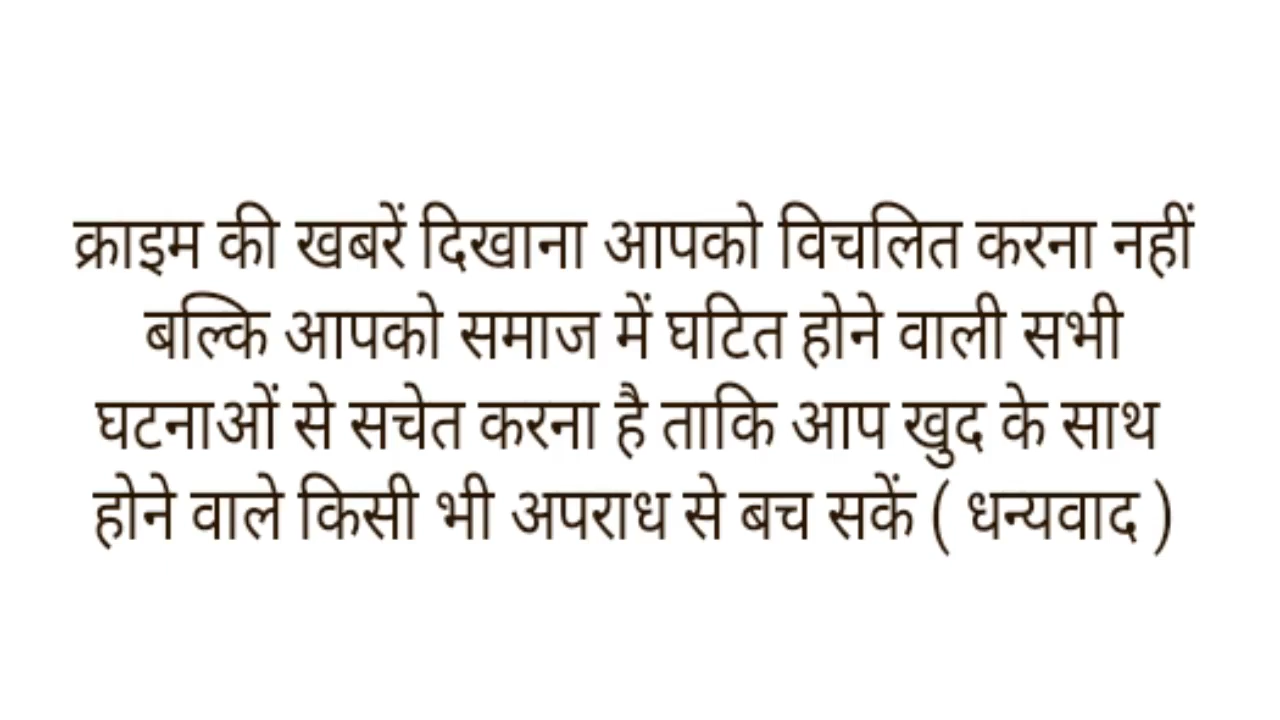 क्राइम की खबरें दिखाना आपको विचलित करना नहीं
बल्कि आपको समाज में घटित होने वाली सभी
घटनाओं से सचेत करना है ताकि आप खुद के साथ
होने वाले किसी भी अपराध से बच सकें ( धन्यवाद )